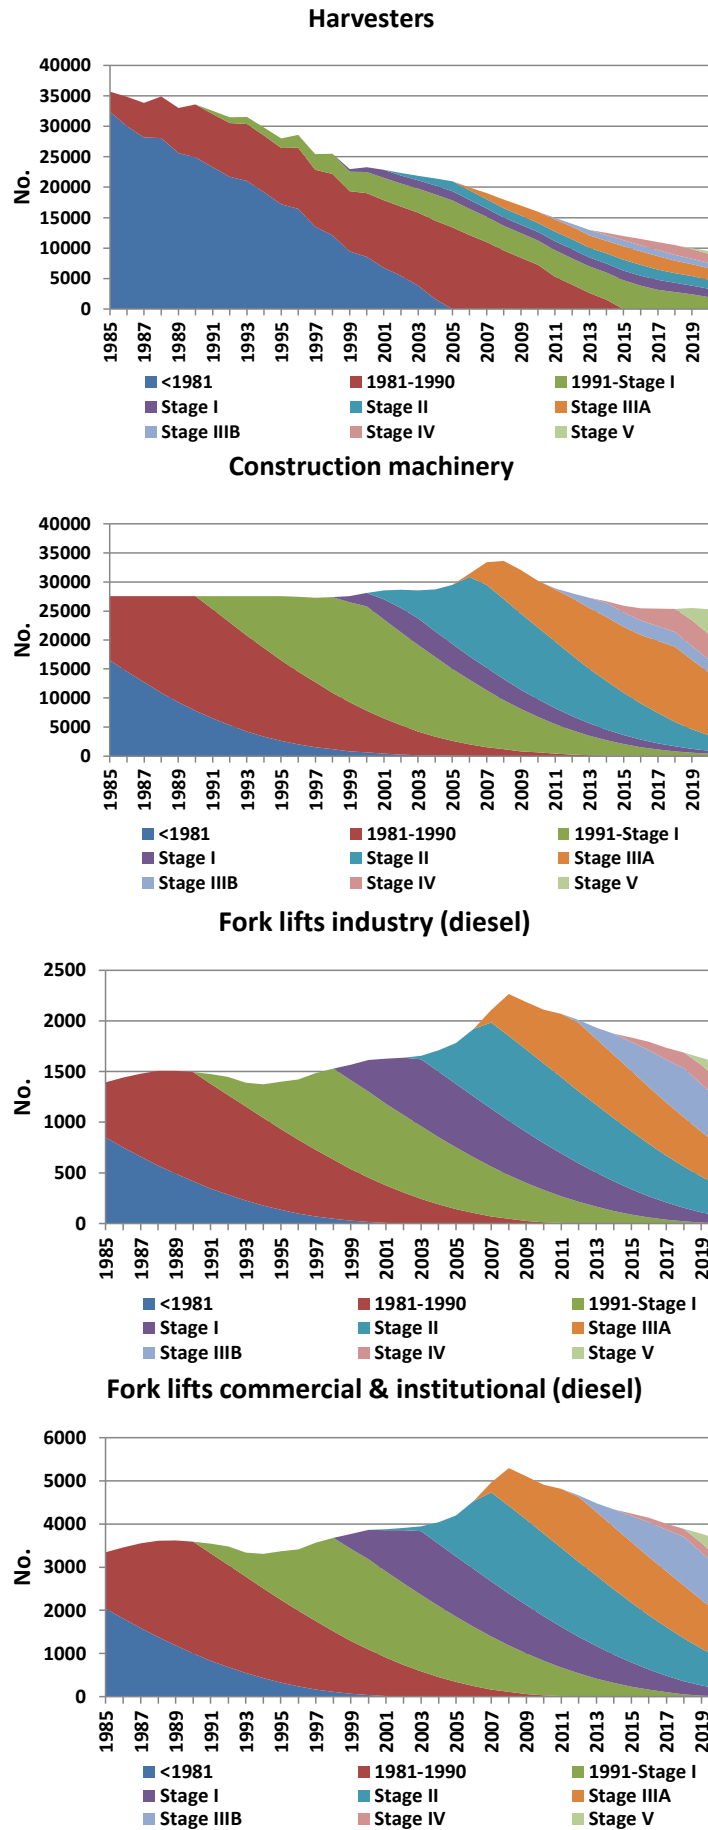 Harvesters
40000
35000
30000
25000
20000
15000
10000
5000
0
No.
1985 1987 1989 1991 1993 1995 1997 1999 2001 2003 2005 2007 2009 2011 2013 2015 2017 2019
<1981 1981-1990 1991-Stage I
Stage I Stage II Stage IIIA
Stage IIIB Stage IV Stage V
Construction machinery
40000
35000
30000
25000
20000
15000
10000
5000
0
No.
1985 1987 1989 1991 1993 1995 1997 1999 2001 2003 2005 2007 2009 2011 2013 2015 2017 2019
<1981 1981-1990 1991-Stage I
Stage I Stage II Stage IIIA
Stage IIIB Stage IV Stage V
Fork lifts industry (diesel)
2500
2000
1500
1000
500
0
No.
1985 1987 1989 1991 1993 1995 1997 1999 2001 2003 2005 2007 2009 2011 2013 2015 2017 2019
<1981 1981-1990 1991-Stage I
Stage I Stage II Stage IIIA
Stage IIIB Stage IV Stage V
Fork lifts commercial & institutional (diesel)
6000
5000
4000
3000
2000
1000
0
No.
1985 1987 1989 1991 1993 1995 1997 1999 2001 2003 2005 2007 2009 2011 2013 2015 2017 2019
<1981 1981-1990 1991-Stage I
Stage I Stage II Stage IIIA
Stage IIIB Stage IV Stage V